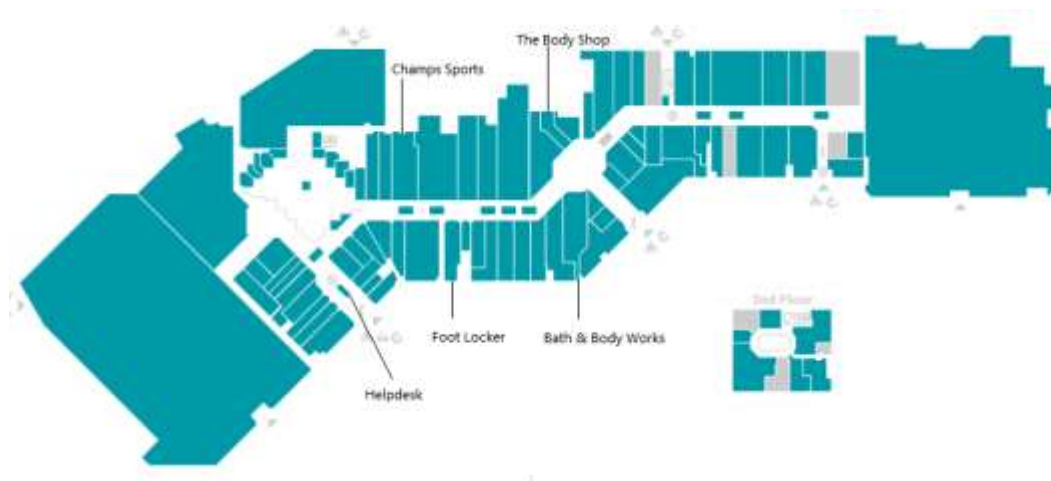 The Body Shop
Champs Sports
2nd Floor
Foot Locker
Bath & Body Works
Helpdesk